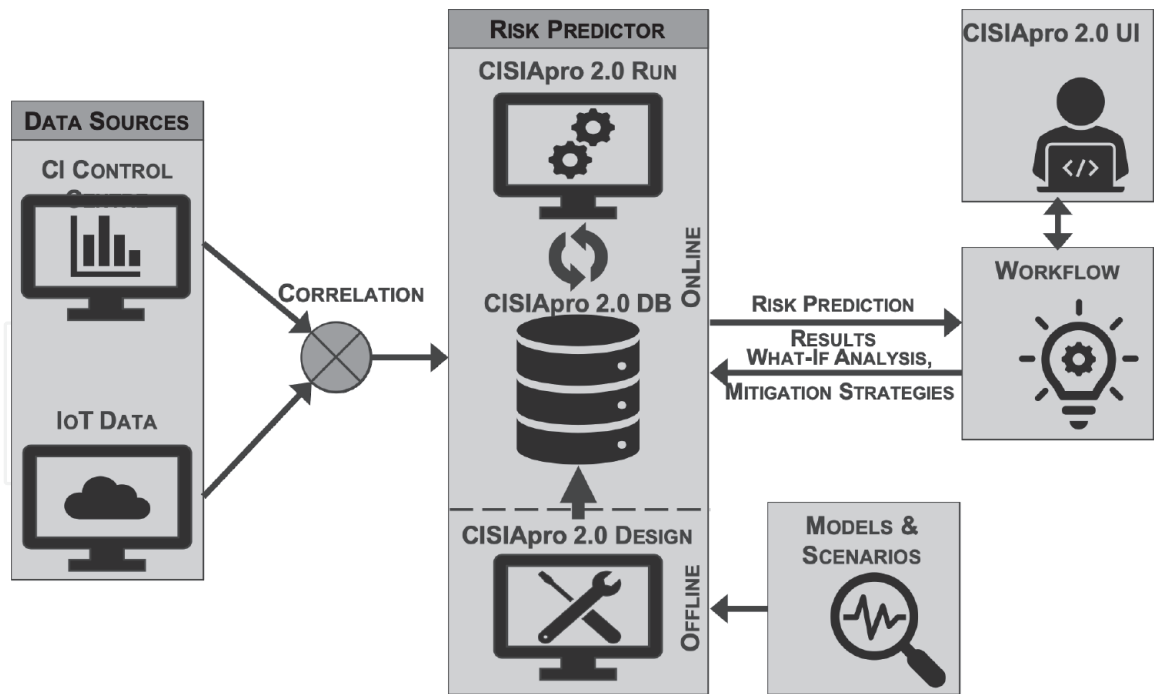 DATA SOURCES
CI CONTROL
CENTRE
IOT DATA
CORRELATION
RISK PREDICTOR
CISIApro 2.0 RUN
CISIApro 2.0 DB
ONLINE
CISIApro 2.0 DESIGN
OFFLINE
RISK PREDICTION
RESULTS
WHAT-IF ANALYSIS,
MITIGATION STRATEGIES
CISIApro 2.0 UI
</>
WORKFLOW
MODELS &
SCENARIOS